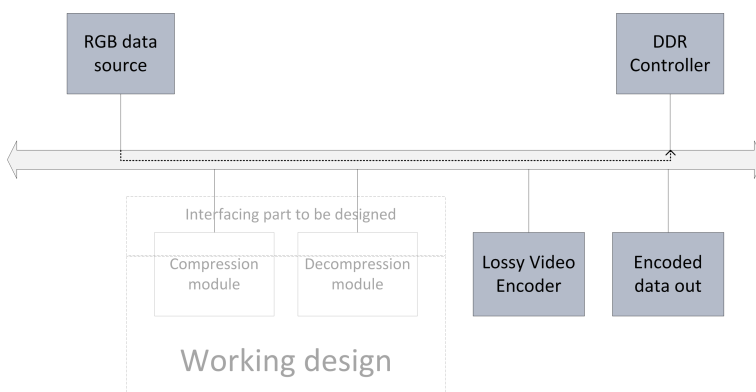 RGB data
source
DDR
Controller
Interfacing part to be designed
Compression
module
Decompression
module
Lossy Video
Encoder
Encoded
data out
Working design